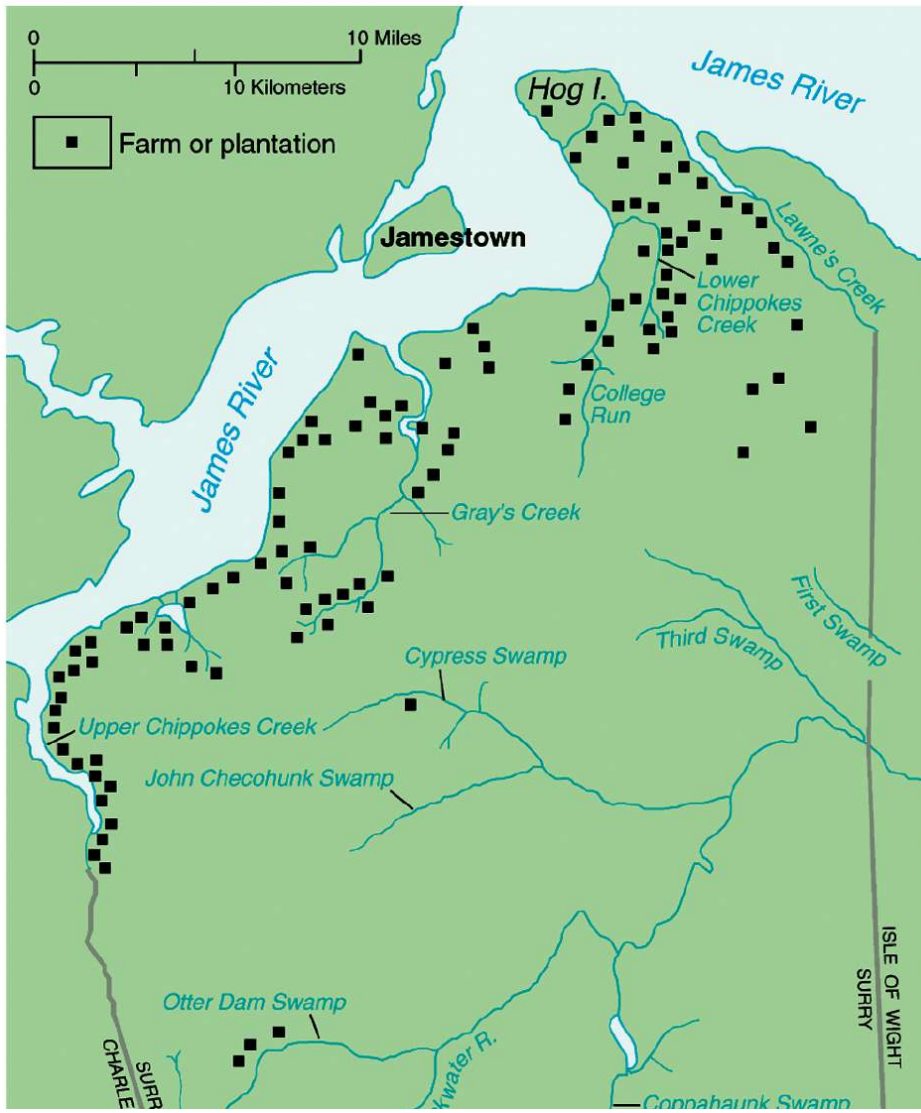 0 10 Miles
0 10 Kilometers
Farm or plantation
Hog I.
James River
Jamestown
Lawne's Creek
Lower
Chippokes
Creek
James River
College
Run
Gray's Creek
First Swamp
Third Swamp
Cypress Swamp
Upper Chippokes Creek
John Checohunk Swamp
ISLE OF WIGHT
SURRY
Otter Dam Swamp
SURR
CHARLE
kwater R.
Coppahaunk Swamp